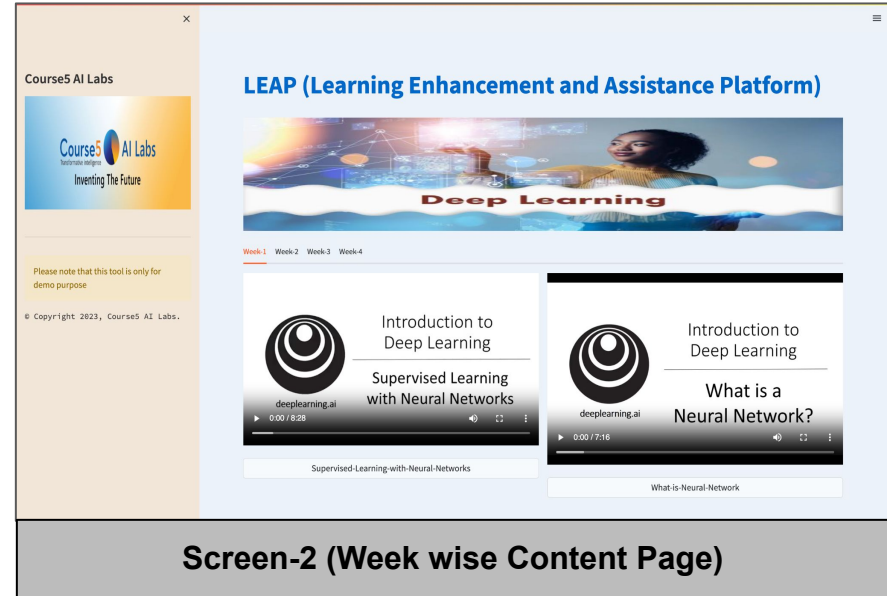 ×
Course5 AI Labs
Course5 AI Labs
Transformative Intelligence
Inventing The Future
Please note that this tool is only for
demo purpose
© Copyright 2023, Course5 AI Labs.
LEAP (Learning Enhancement and Assistance Platform)
Deep Learning
Week-1 Week-2 Week-3 Week-4
Introduction to
Deep Learning
Supervised Learning
with Neural Networks
deeplearning.ai
0:00 / 8:28
Supervised-Learning-with-Neural-Networks
Introduction to
Deep Learning
What is a
Neural Network?
deeplearning.ai
0:00 / 7:16
What-is-Neural-Network
Screen-2 (Week wise Content Page)